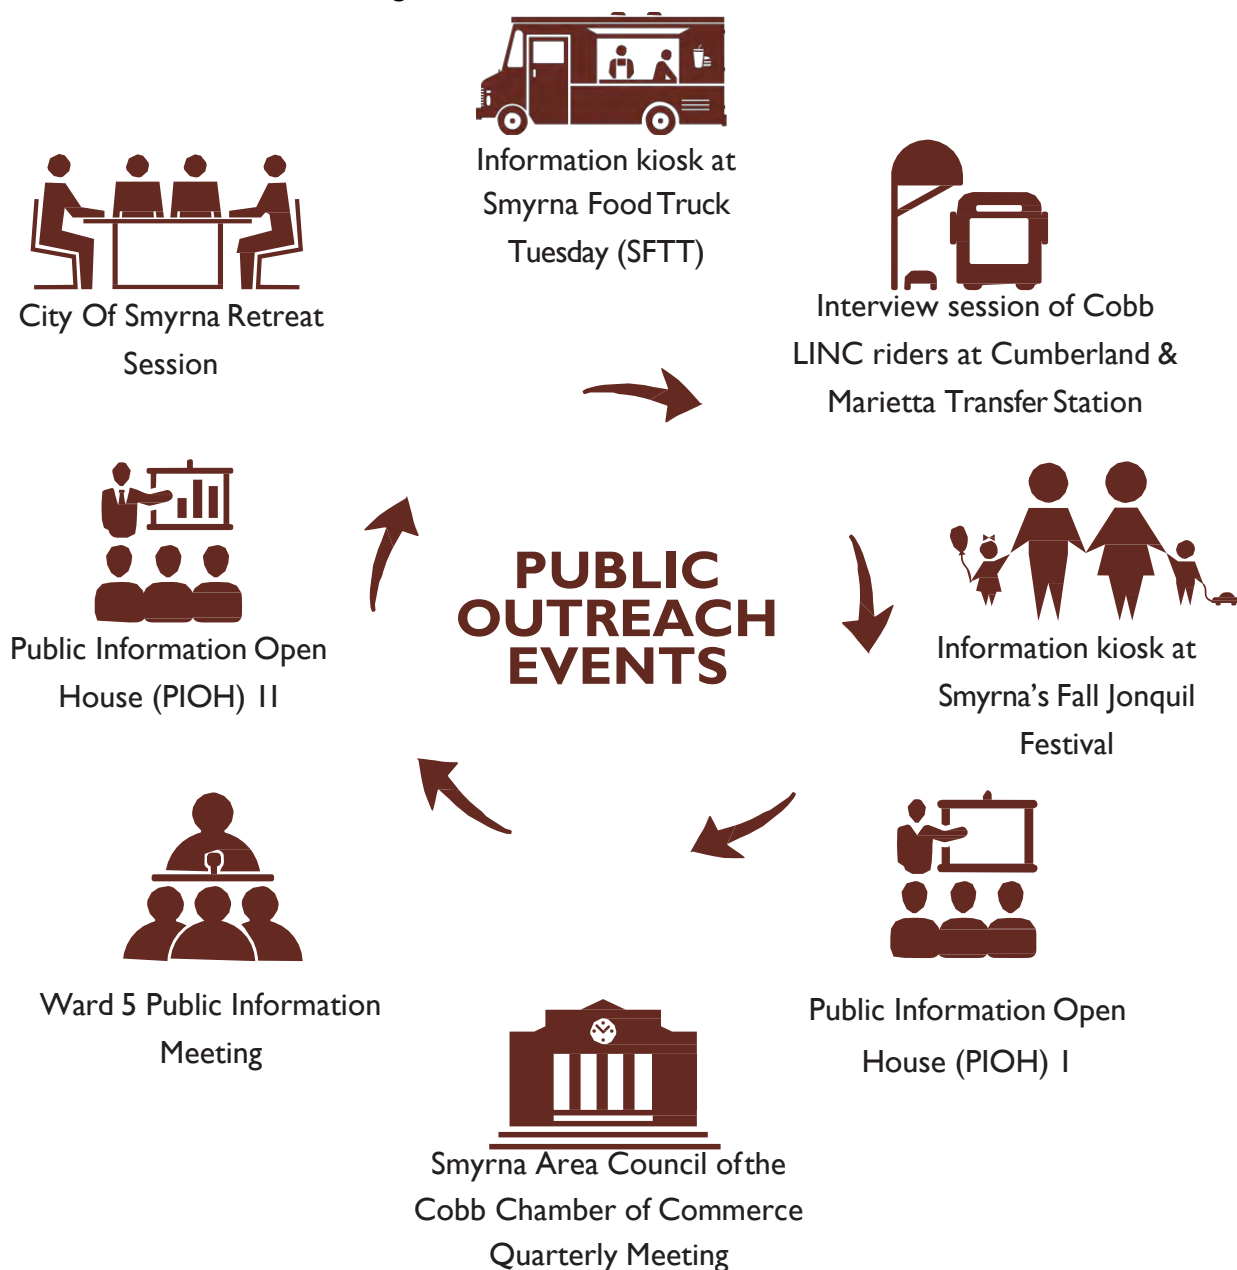 Information kiosk at
Smyrna Food Truck
Tuesday (SFTT)
Interview session of Cobb
LINC riders at Cumberland &
Marietta Transfer Station
Information kiosk at
Smyrna's Fall Jonquil
Festival
Public Information Open
House (PIOH) I
Smyrna Area Council ofthe
Cobb Chamber of Commerce
Quarterly Meeting
Ward 5 Public Information
Meeting
Public Information Open
House (PIOH) II
City Of Smyrna Retreat
Session
PUBLIC
OUTREACH
EVENTS